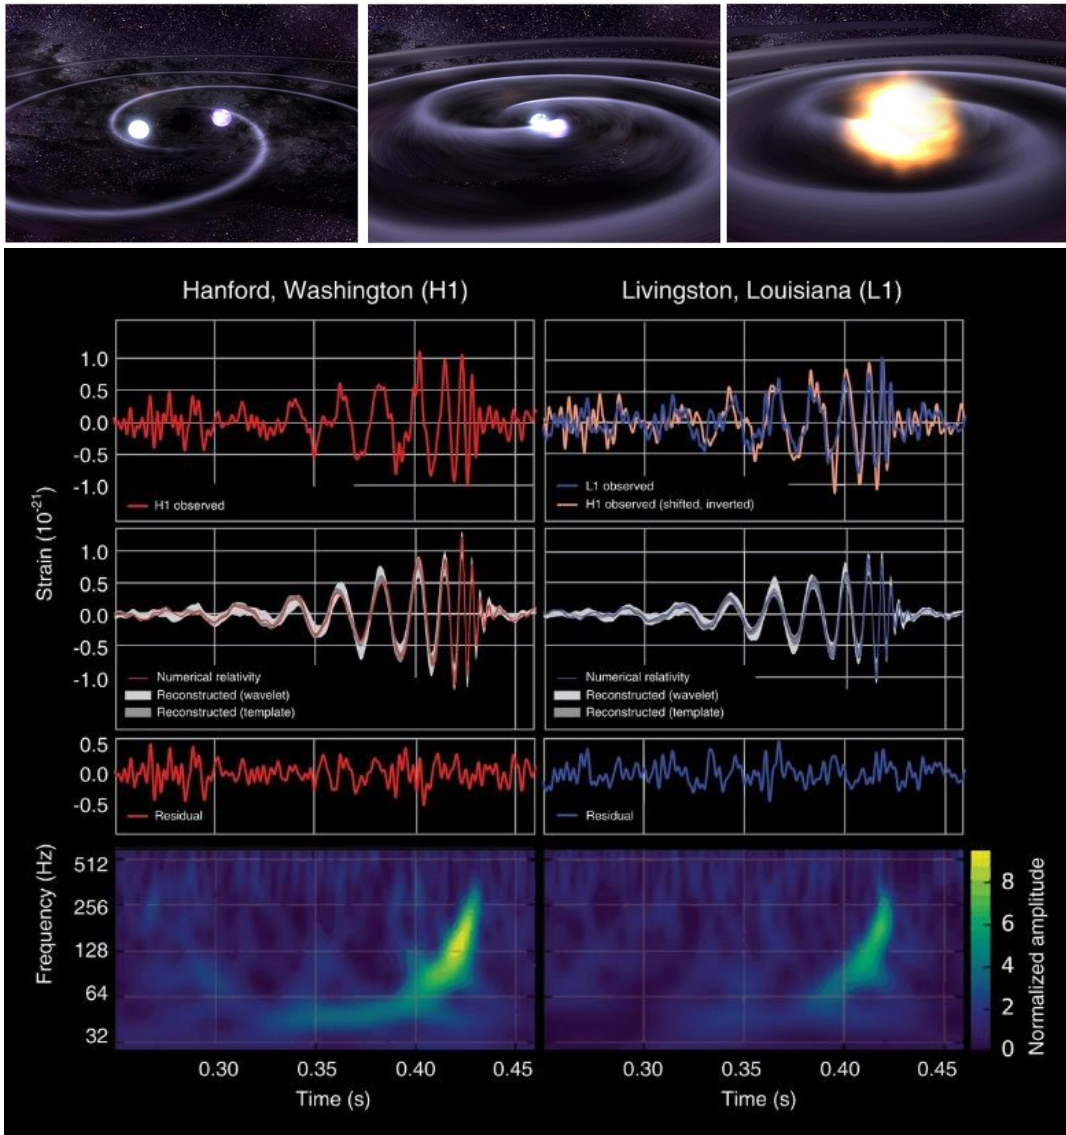 Hanford, Washington (H1)
Livingston, Louisiana (L1)
Strain (10⁻²¹)
1.0
0.5
0.0
-0.5
-1.0
H1 observed
L1 observed
H1 observed (shifted, inverted)
1.0
0.5
0.0
-0.5
-1.0
Numerical relativity
Reconstructed (wavelet)
Reconstructed (template)
Numerical relativity
Reconstructed (wavelet)
Reconstructed (template)
0.5
0.0
-0.5
Residual
Residual
Frequency (Hz)
512
256
128
64
32
Normalized amplitude
8
6
4
2
0
0.30 0.35 0.40 0.45
0.30 0.35 0.40 0.45
Time (s)
Time (s)